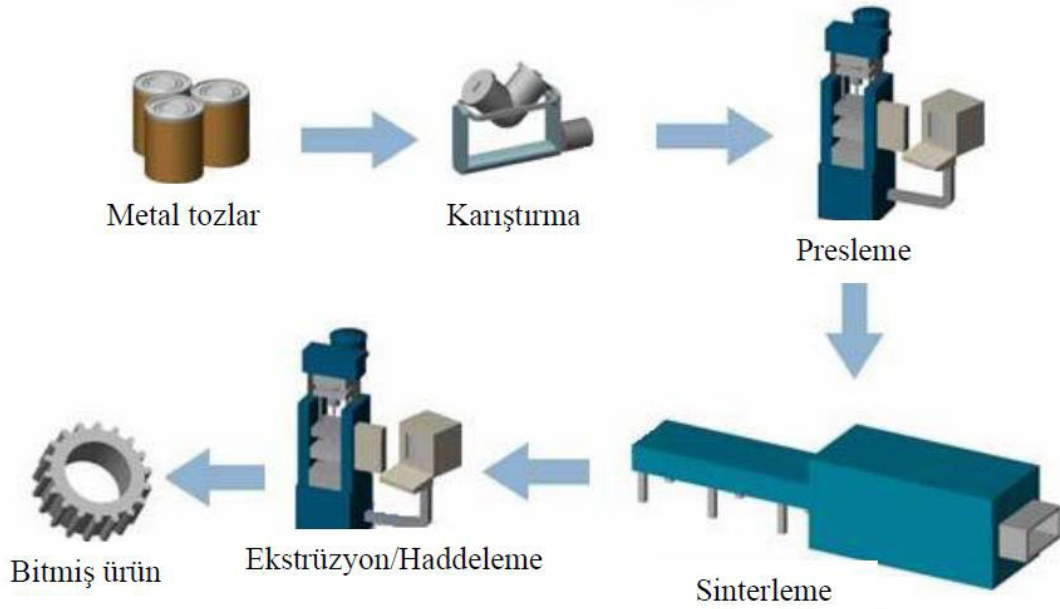 Metal tozlar
Karıştırma
Presleme
Bitmiş ürün
Ekstrüzyon/Haddeleme
Sinterleme